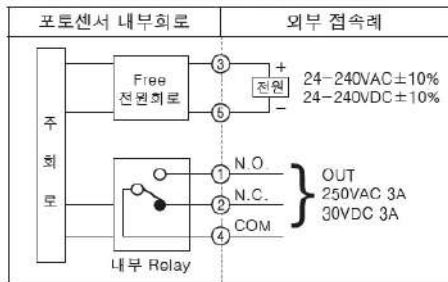 포토센서 내부회로
외부 접속례
Free
전원회로
주
회
로
내부 Relay
③
⑤
①
②
④
+
전원
−
24−240VAC±10%
24−240VDC±10%
N.O.
N.C.
COM
OUT
250VAC 3A
30VDC 3A